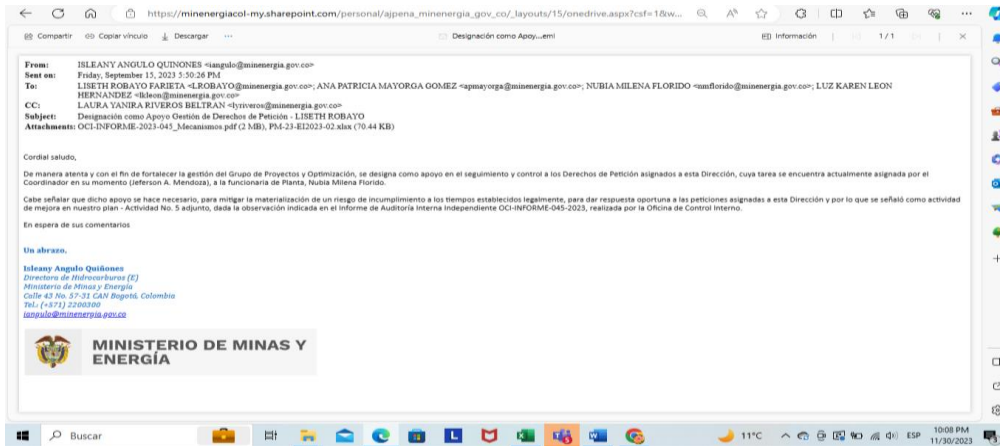 https://minenergiacol-my.sharepoint.com/personal/ajpena_minenergia_gov_co/_layouts/15/onedrive.aspx?csf=1&w...
Compartir Copiar vínculo Descargar ... Designación como Apoy...eml Información 1/1
From: ISLEANY ANGULO QUINONES <iangulo@minenergia.gov.co>
Sent on: Friday, September 15, 2023 5:50:26 PM
To: LISETH ROBAYO FARIETA <LROBAYO@minenergia.gov.co>; ANA PATRICIA MAYORGA GOMEZ <apmayorga@minenergia.gov.co>; NUBIA MILENA FLORIDO <nmflorido@minenergia.gov.co>; LUZ KAREN LEON
HERNANDEZ <lkleon@minenergia.gov.co>
CC: LAURA YANIRA RIVEROS BELTRAN <lyriveros@minenergia.gov.co>
Subject: Designación como Apoyo Gestión de Derechos de Petición - LISETH ROBAYO
Attachments: OCI-INFORME-2023-045_Mecanismos.pdf (2 MB), PM-23-EI2023-02.xlsx (70.44 KB)
Cordial saludo,
De manera atenta y con el fin de fortalecer la gestión del Grupo de Proyectos y Optimización, se designa como apoyo en el seguimiento y control a los Derechos de Petición asignados a esta Dirección, cuya tarea se encuentra actualmente asignada por el
Coordinador en su momento (Jeferson A. Mendoza), a la funcionaria de Planta, Nubia Milena Florido.
Cabe señalar que dicho apoyo se hace necesario, para mitigar la materialización de un riesgo de incumplimiento a los tiempos establecidos legalmente, para dar respuesta oportuna a las peticiones asignadas a esta Dirección y por lo que se señaló como actividad
de mejora en nuestro plan - Actividad No. 5 adjunto, dada la observación indicada en el Informe de Auditoría Interna Independiente OCI-INFORME-045-2023, realizada por la Oficina de Control Interno.
En espera de sus comentarios
Un abrazo,
Isleany Angulo Quiñones
Directora de Hidrocarburos (E)
Ministerio de Minas y Energía
Calle 43 No. 57-31 CAN Bogotá, Colombia
Tel.: (+571) 2200300
iangulo@minenergia.gov.co
MINISTERIO DE MINAS Y
ENERGÍA
Buscar 11°C ESP 10:08 PM
11/30/2023